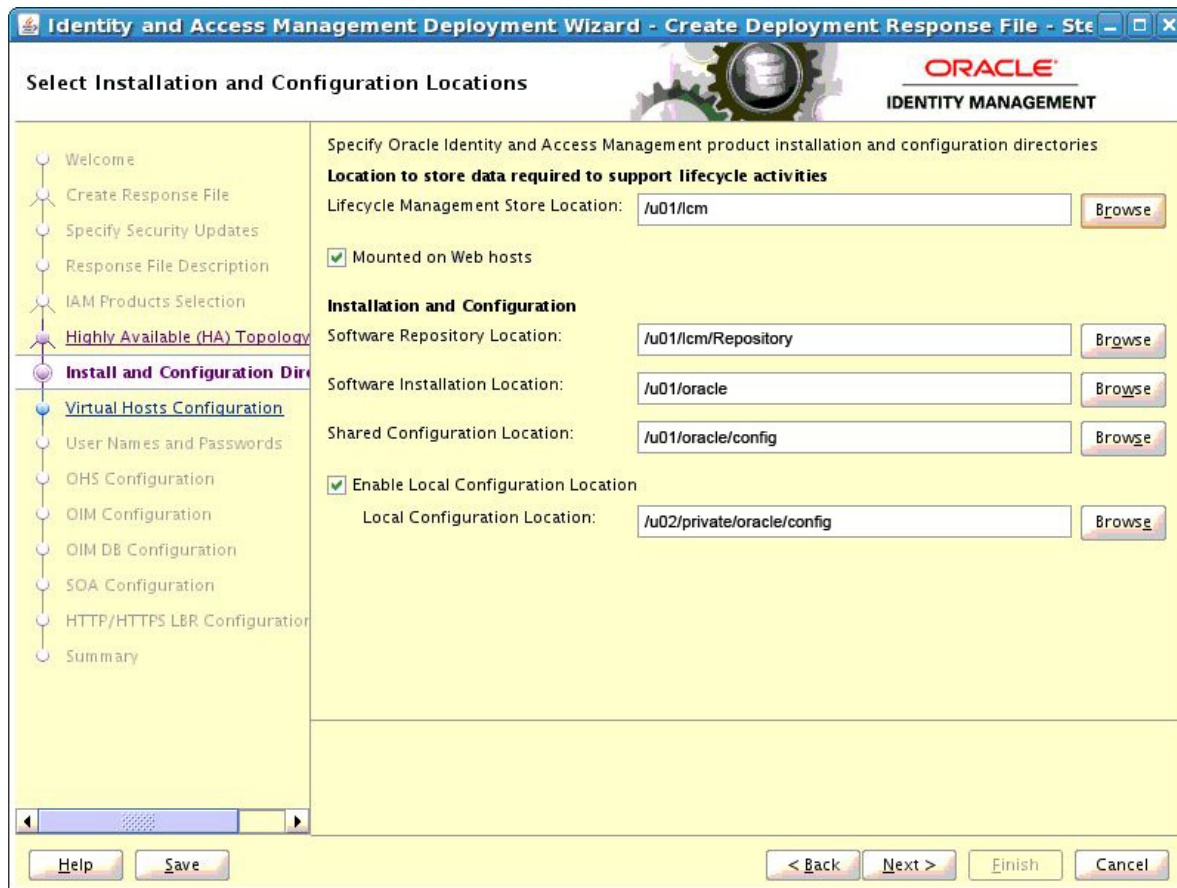 Identity and Access Management Deployment Wizard - Create Deployment Response File - Ste
Select Installation and Configuration Locations
ORACLE
IDENTITY MANAGEMENT
Welcome
Create Response File
Specify Security Updates
Response File Description
IAM Products Selection
Highly Available (HA) Topology
Install and Configuration Dire
Virtual Hosts Configuration
User Names and Passwords
OHS Configuration
OIM Configuration
OIM DB Configuration
SOA Configuration
HTTP/HTTPS LBR Configuration
Summary
Specify Oracle Identity and Access Management product installation and configuration directories
Location to store data required to support lifecycle activities
Lifecycle Management Store Location: /u01/lcm Browse
Mounted on Web hosts
Installation and Configuration
Software Repository Location: /u01/lcm/Repository Browse
Software Installation Location: /u01/oracle Browse
Shared Configuration Location: /u01/oracle/config Browse
Enable Local Configuration Location
Local Configuration Location: /u02/private/oracle/config Browse
Help Save < Back Next > Finish Cancel